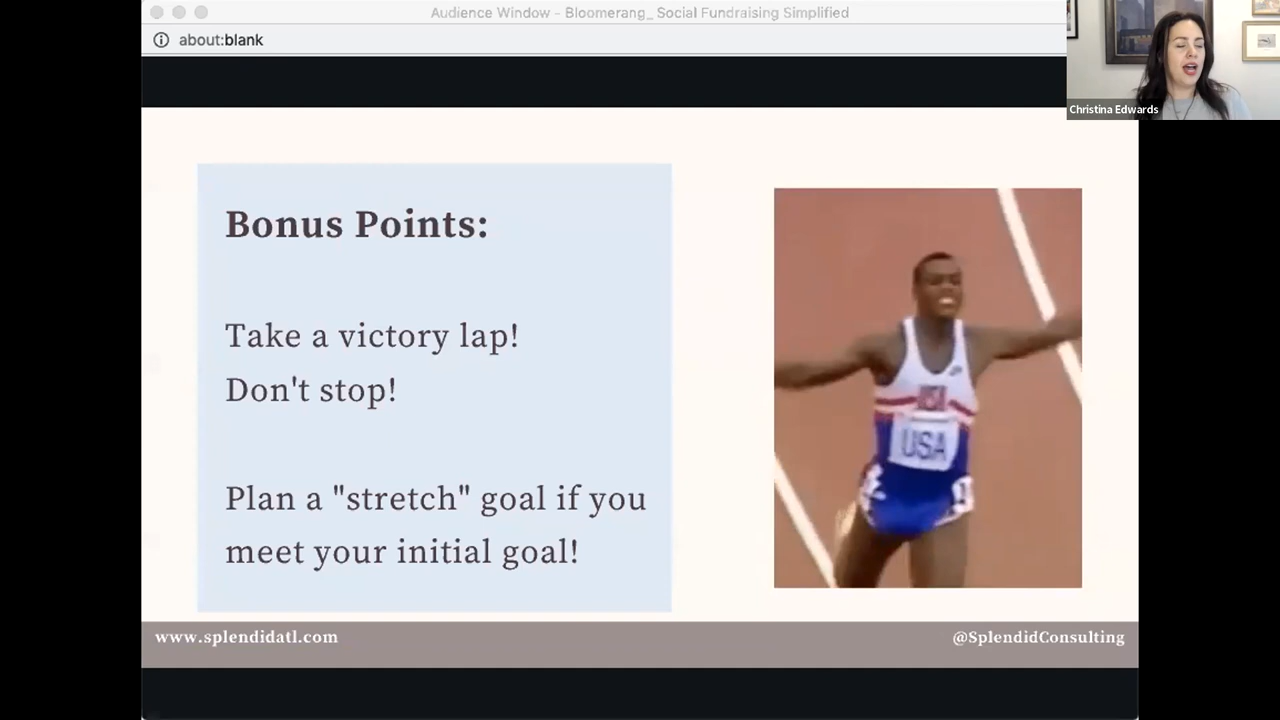 Audience Window – Bloomerang_ Social Fundraising Simplified
about:blank
Christina Edwards
Bonus Points:
Take a victory lap!
Don't stop!
Plan a "stretch" goal if you
meet your initial goal!
USA
USA
www.splendidatl.com
@SplendidConsulting